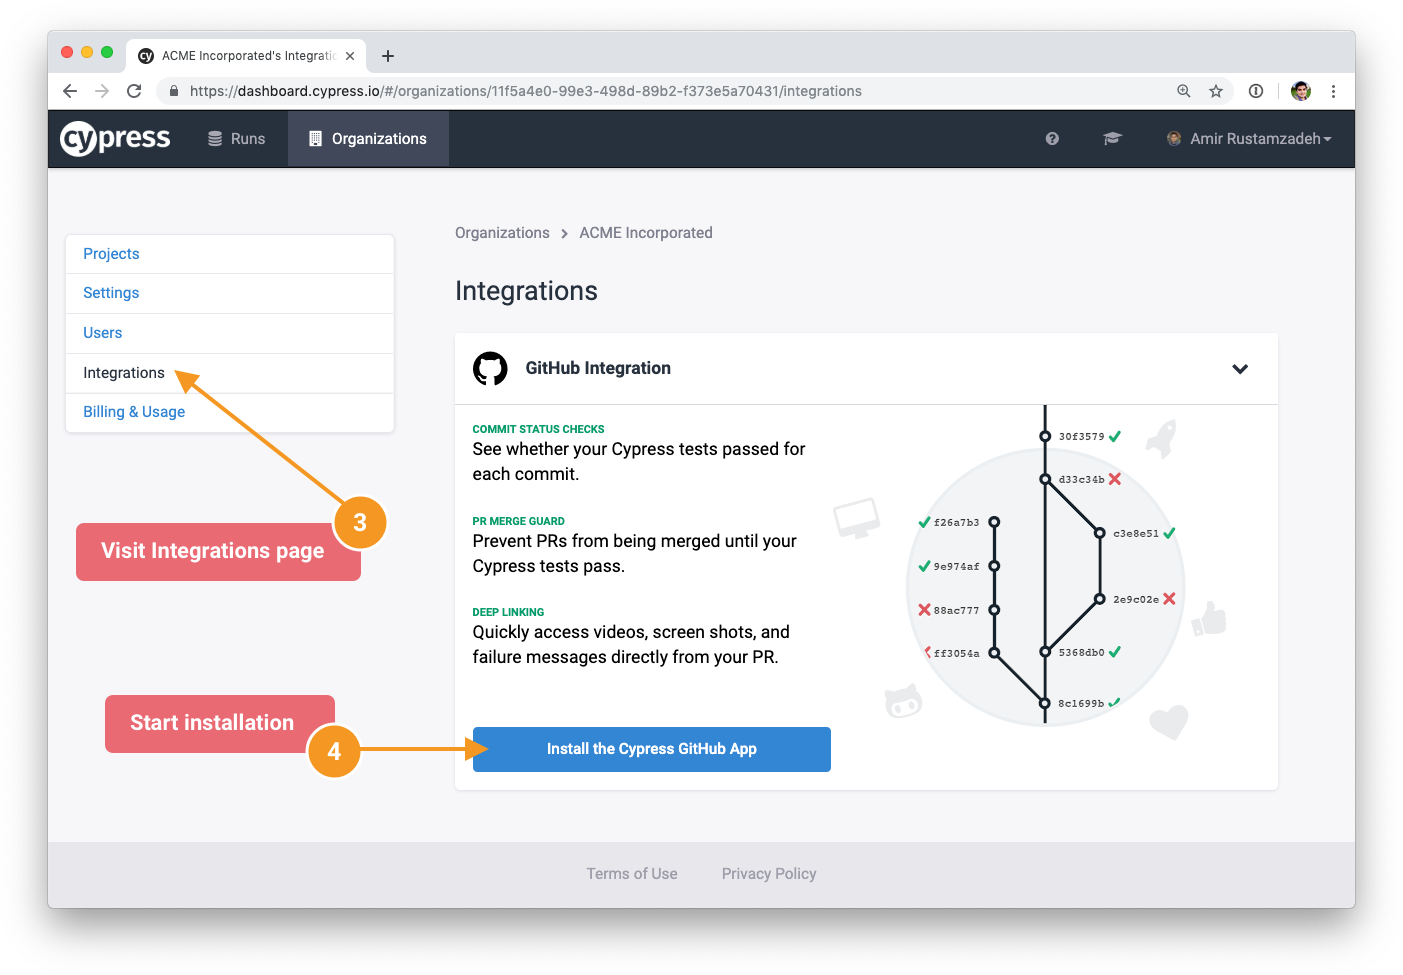 ACME Incorporated's Integratio
https://dashboard.cypress.io/#/organizations/11f5a4e0-99e3-498d-89b2-f373e5a70431/integrations
cypress
Runs
Organizations
Amir Rustamzadeh
Projects
Settings
Users
Integrations
Billing & Usage
3
Visit Integrations page
Start installation
4
Organizations > ACME Incorporated
Integrations
GitHub Integration
COMMIT STATUS CHECKS
See whether your Cypress tests passed for
each commit.
PR MERGE GUARD
Prevent PRs from being merged until your
Cypress tests pass.
DEEP LINKING
Quickly access videos, screen shots, and
failure messages directly from your PR.
Install the Cypress GitHub App
30f3579
d33c34b
f26a7b3
c3e8e51
9e974af
2e9c02e
88ac777
ff3054a
5368db0
8c1699b
Terms of Use
Privacy Policy